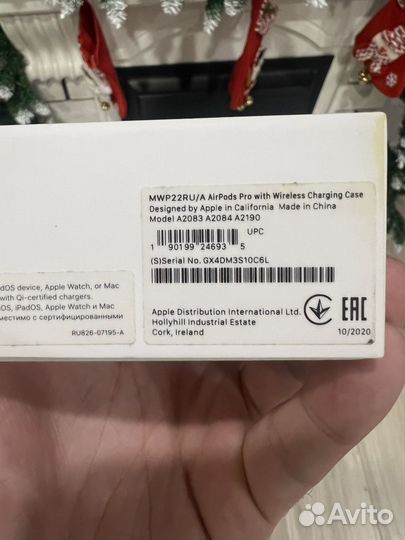 MWP22RU/A AirPods Pro with Wireless Charging Case
Designed by Apple in California Made in China
Model A2083 A2084 A2190
UPC
1 90199 24693 5
(S)Serial No. GX4DM3S10C6L
Apple Distribution International Ltd.
Hollyhill Industrial Estate
Cork, Ireland
EAC
10/2020
adOS device, Apple Watch, or Mac
with Qi-certified chargers.
OS, iPadOS, Apple Watch и Mac
местимо с сертифицированными
RU826-07195-A
Avito